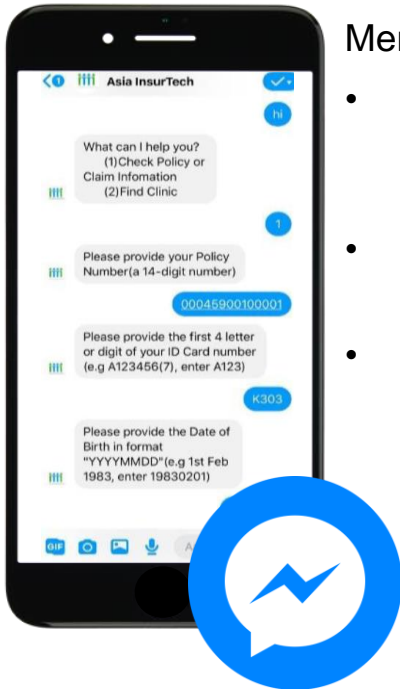 Mem
Asia InsurTech
hi
What can I help you?
(1)Check Policy or
Claim Infomation
(2)Find Clinic
1
Please provide your Policy
Number(a 14-digit number)
00045900100001
Please provide the first 4 letter
or digit of your ID Card number
(e.g A123456(7), enter A123)
K303
Please provide the Date of
Birth in format
"YYYYMMDD"(e.g 1st Feb
1983, enter 19830201)
GIF
A